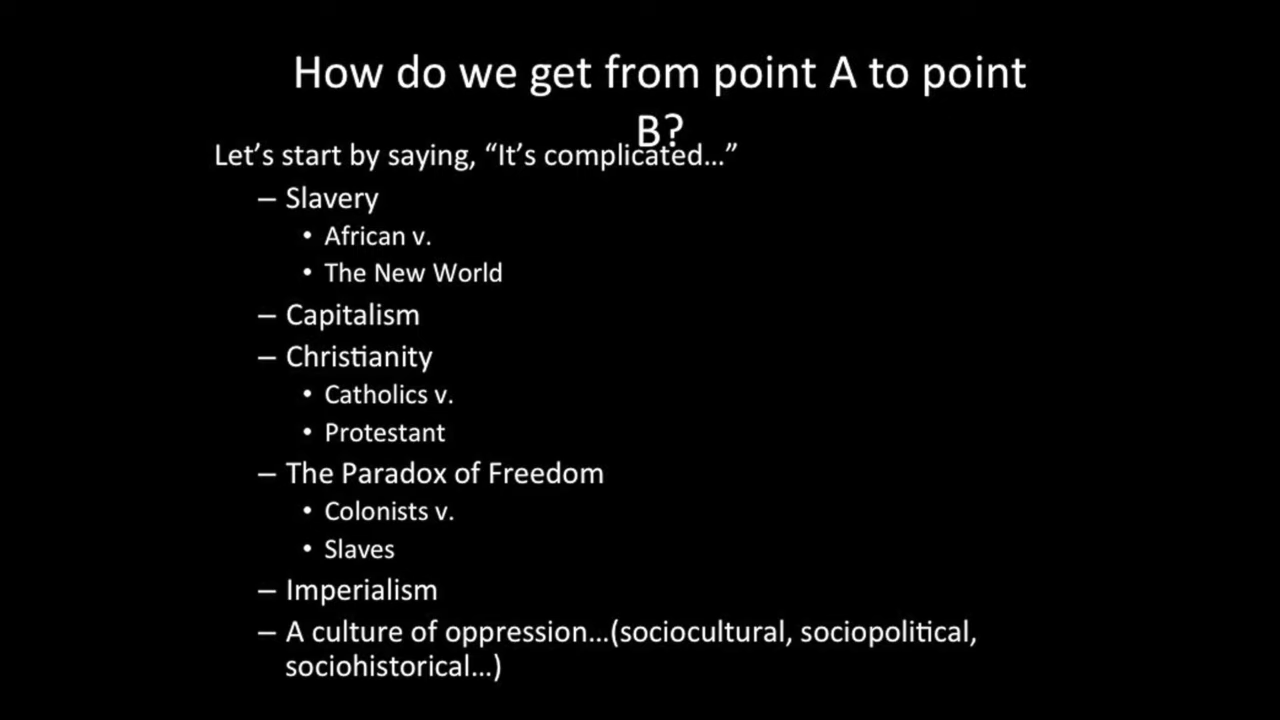 How do we get from point A to point
B?
Let’s start by saying, “It’s complicated…”
– Slavery
• African v.
• The New World
– Capitalism
– Christianity
• Catholics v.
• Protestant
– The Paradox of Freedom
• Colonists v.
• Slaves
– Imperialism
– A culture of oppression…(sociocultural, sociopolitical,
sociohistorical…)